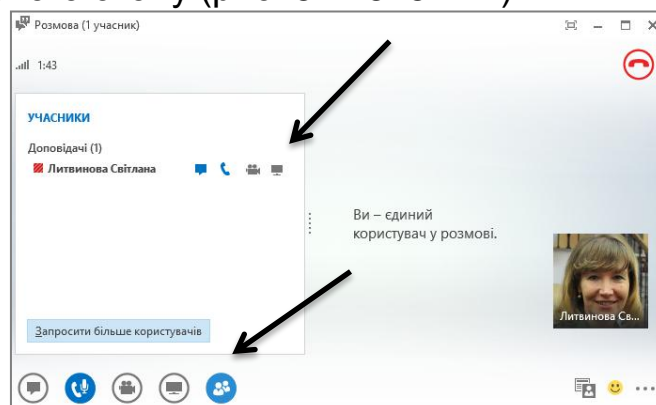 Розмова (1 учасник)
1:43
УЧАСНИКИ
Доповідачі (1)
Литвинова Світлана
Ви – єдиний
користувач у розмові.
Литвинова Св...
Запросити більше користувачів